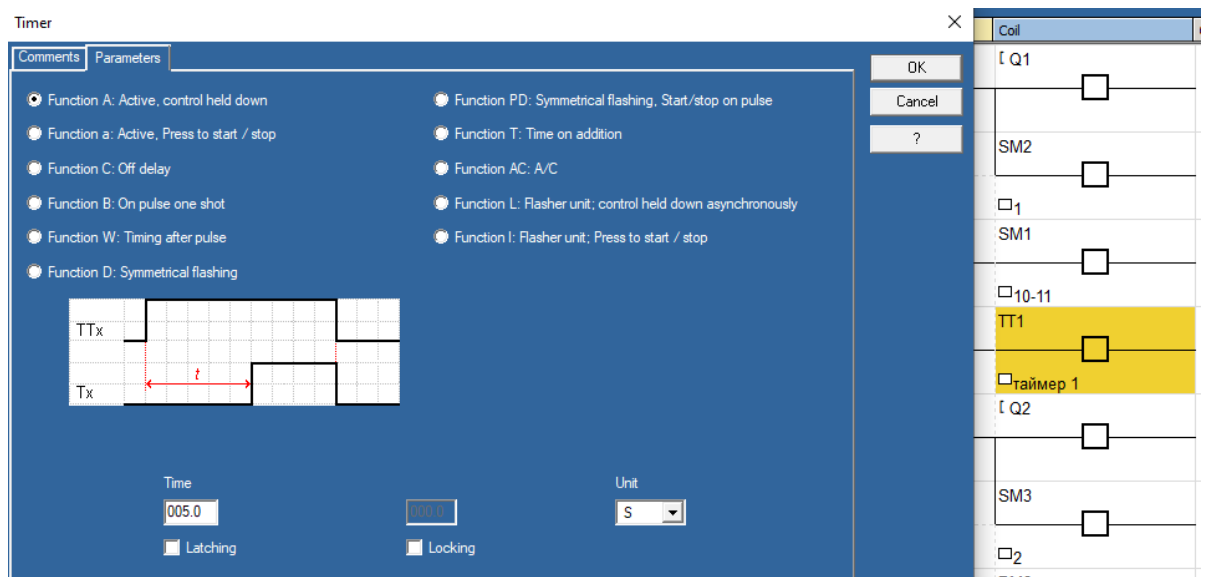 Timer
Comments Parameters
OK
Cancel
?
Function A: Active, control held down
Function a: Active, Press to start / stop
Function C: Off delay
Function B: On pulse one shot
Function W: Timing after pulse
Function D: Symmetrical flashing
Function PD: Symmetrical flashing, Start/stop on pulse
Function T: Time on addition
Function AC: A/C
Function L: Flasher unit; control held down asynchronously
Function I: Flasher unit; Press to start / stop
TTx
t
Tx
Time
005.0
000.0
Unit
S
Latching
Locking
Coil
[ Q1
SM2
1
SM1
10-11
TT1
таймер 1
[ Q2
SM3
2